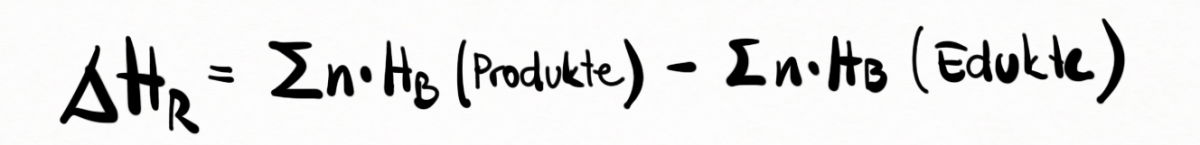 ΔH_R = Σn·H_B (Produkte) - Σn·H_B (Edukte)